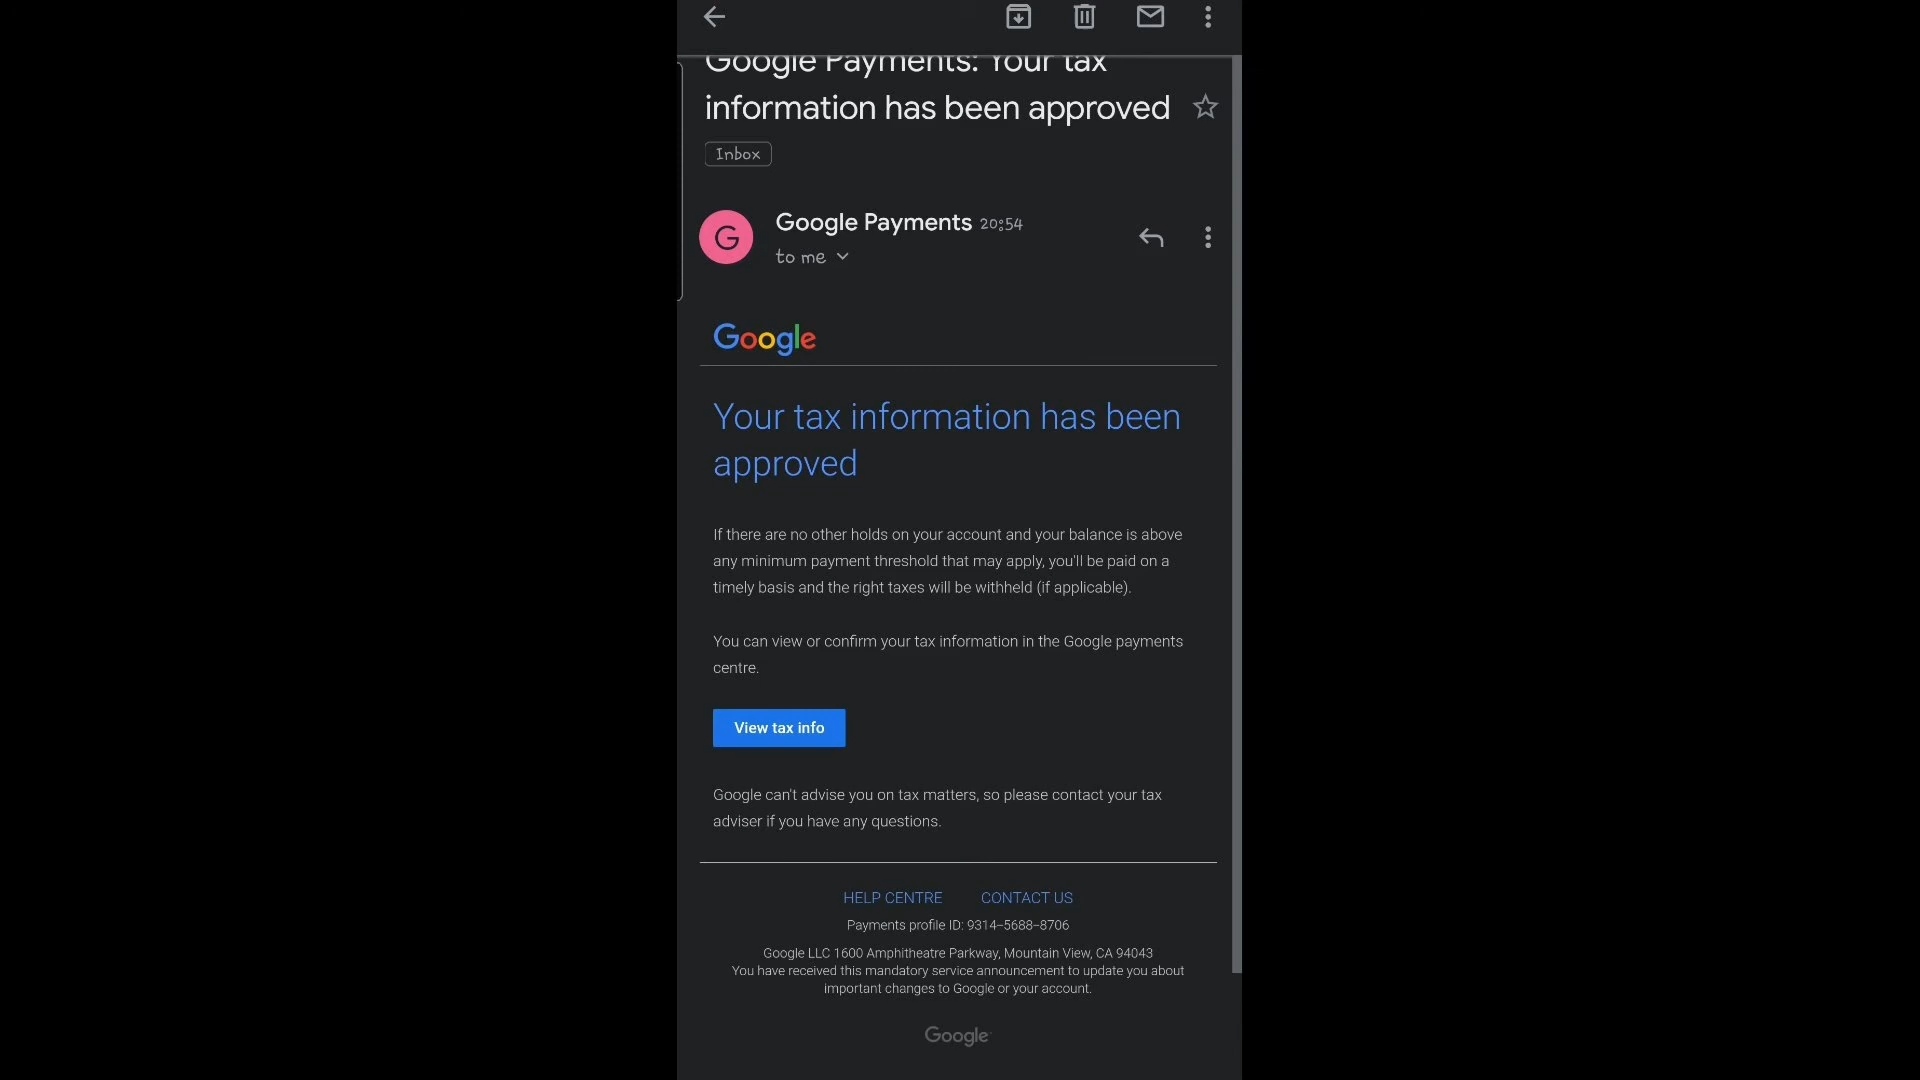 Google Payments: Your tax
information has been approved
Inbox
G
Google Payments 20:54
to me
Google
Your tax information has been
approved
If there are no other holds on your account and your balance is above
any minimum payment threshold that may apply, you'll be paid on a
timely basis and the right taxes will be withheld (if applicable).
You can view or confirm your tax information in the Google payments
centre.
View tax info
Google can't advise you on tax matters, so please contact your tax
adviser if you have any questions.
HELP CENTRE CONTACT US
Payments profile ID: 9314-5688-8706
Google LLC 1600 Amphitheatre Parkway, Mountain View, CA 94043
You have received this mandatory service announcement to update you about
important changes to Google or your account.
Google